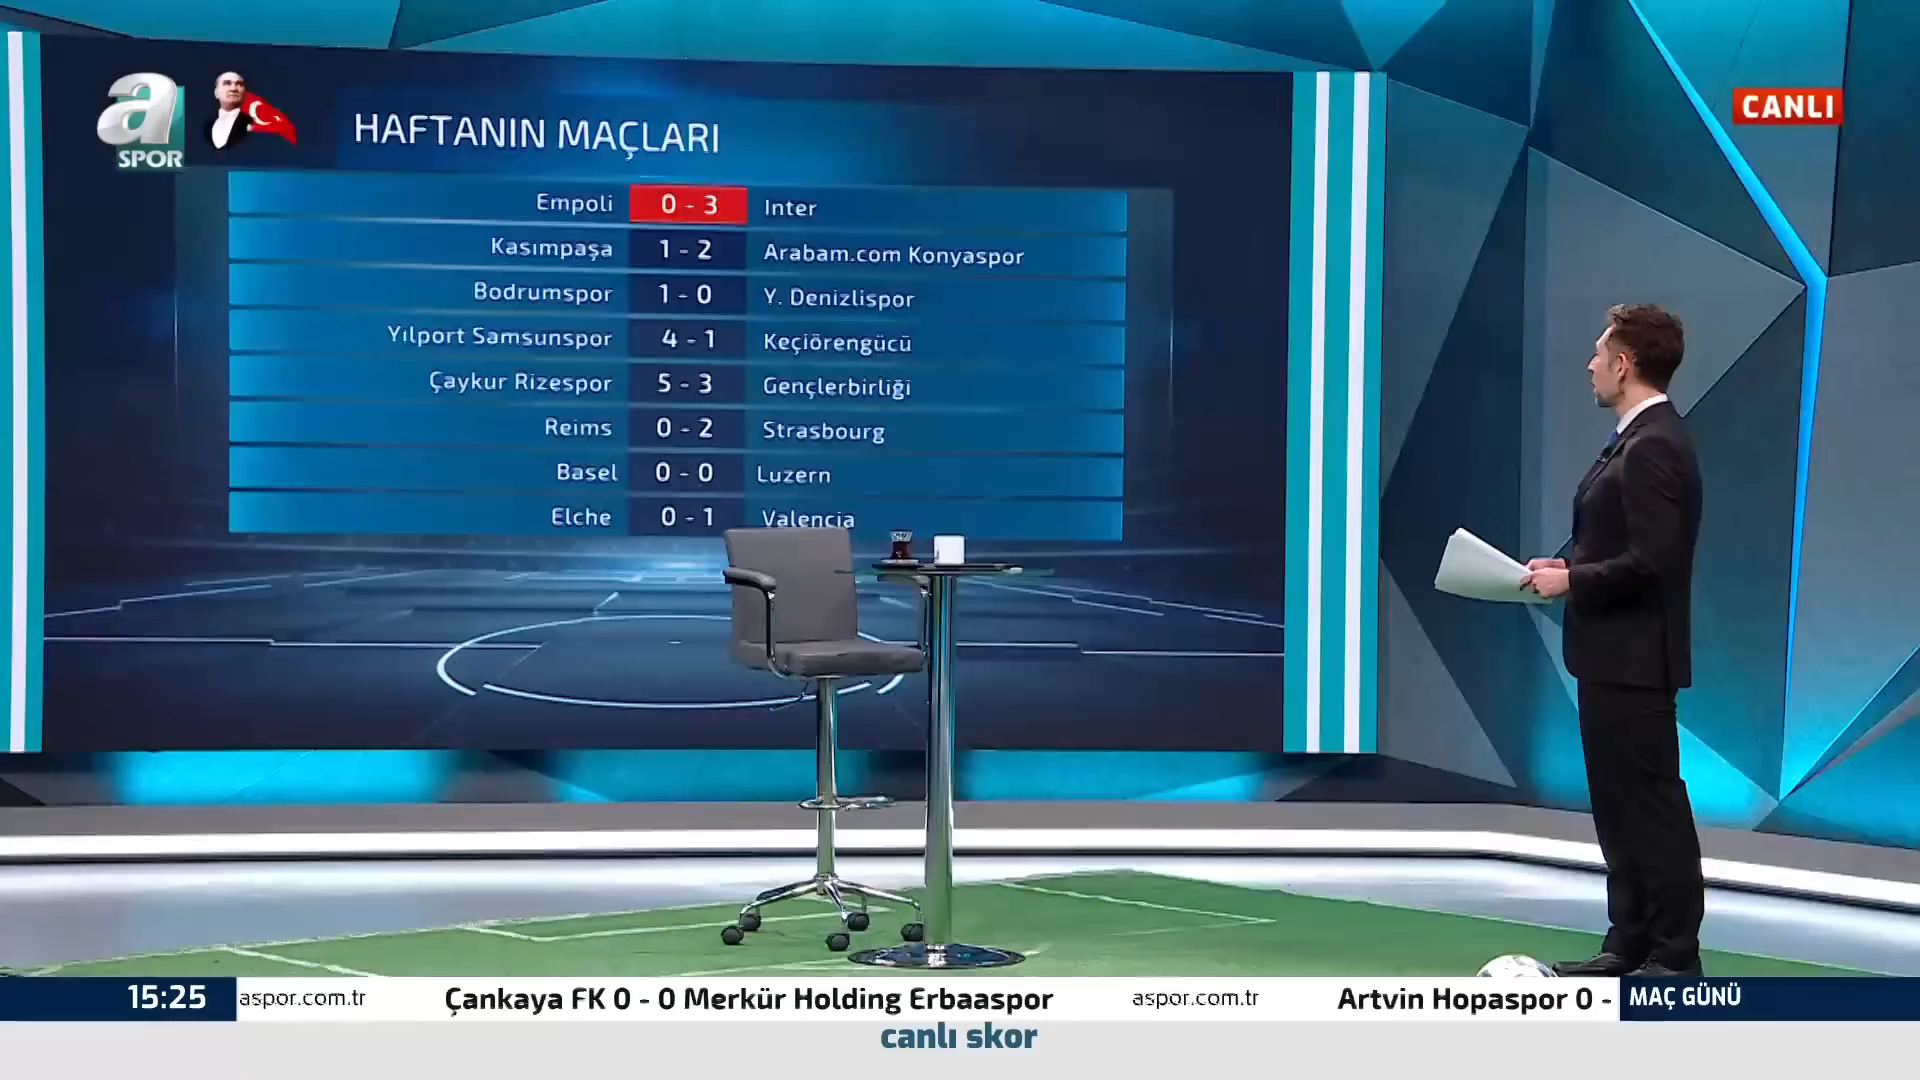 a
SPOR
HAFTANIN MAÇLARI
CANLI
Empoli 0 - 3 Inter
Kasımpaşa 1 - 2 Arabam.com Konyaspor
Bodrumspor 1 - 0 Y. Denizlispor
Yılport Samsunspor 4 - 1 Keçiörengücü
Çaykur Rizespor 5 - 3 Gençlerbirliği
Reims 0 - 2 Strasbourg
Basel 0 - 0 Luzern
Elche 0 - 1 Valencia
15:25 aspor.com.tr Çankaya FK 0 - 0 Merkür Holding Erbaaspor aspor.com.tr Artvin Hopaspor 0 - MAÇ GÜNÜ
canlı skor